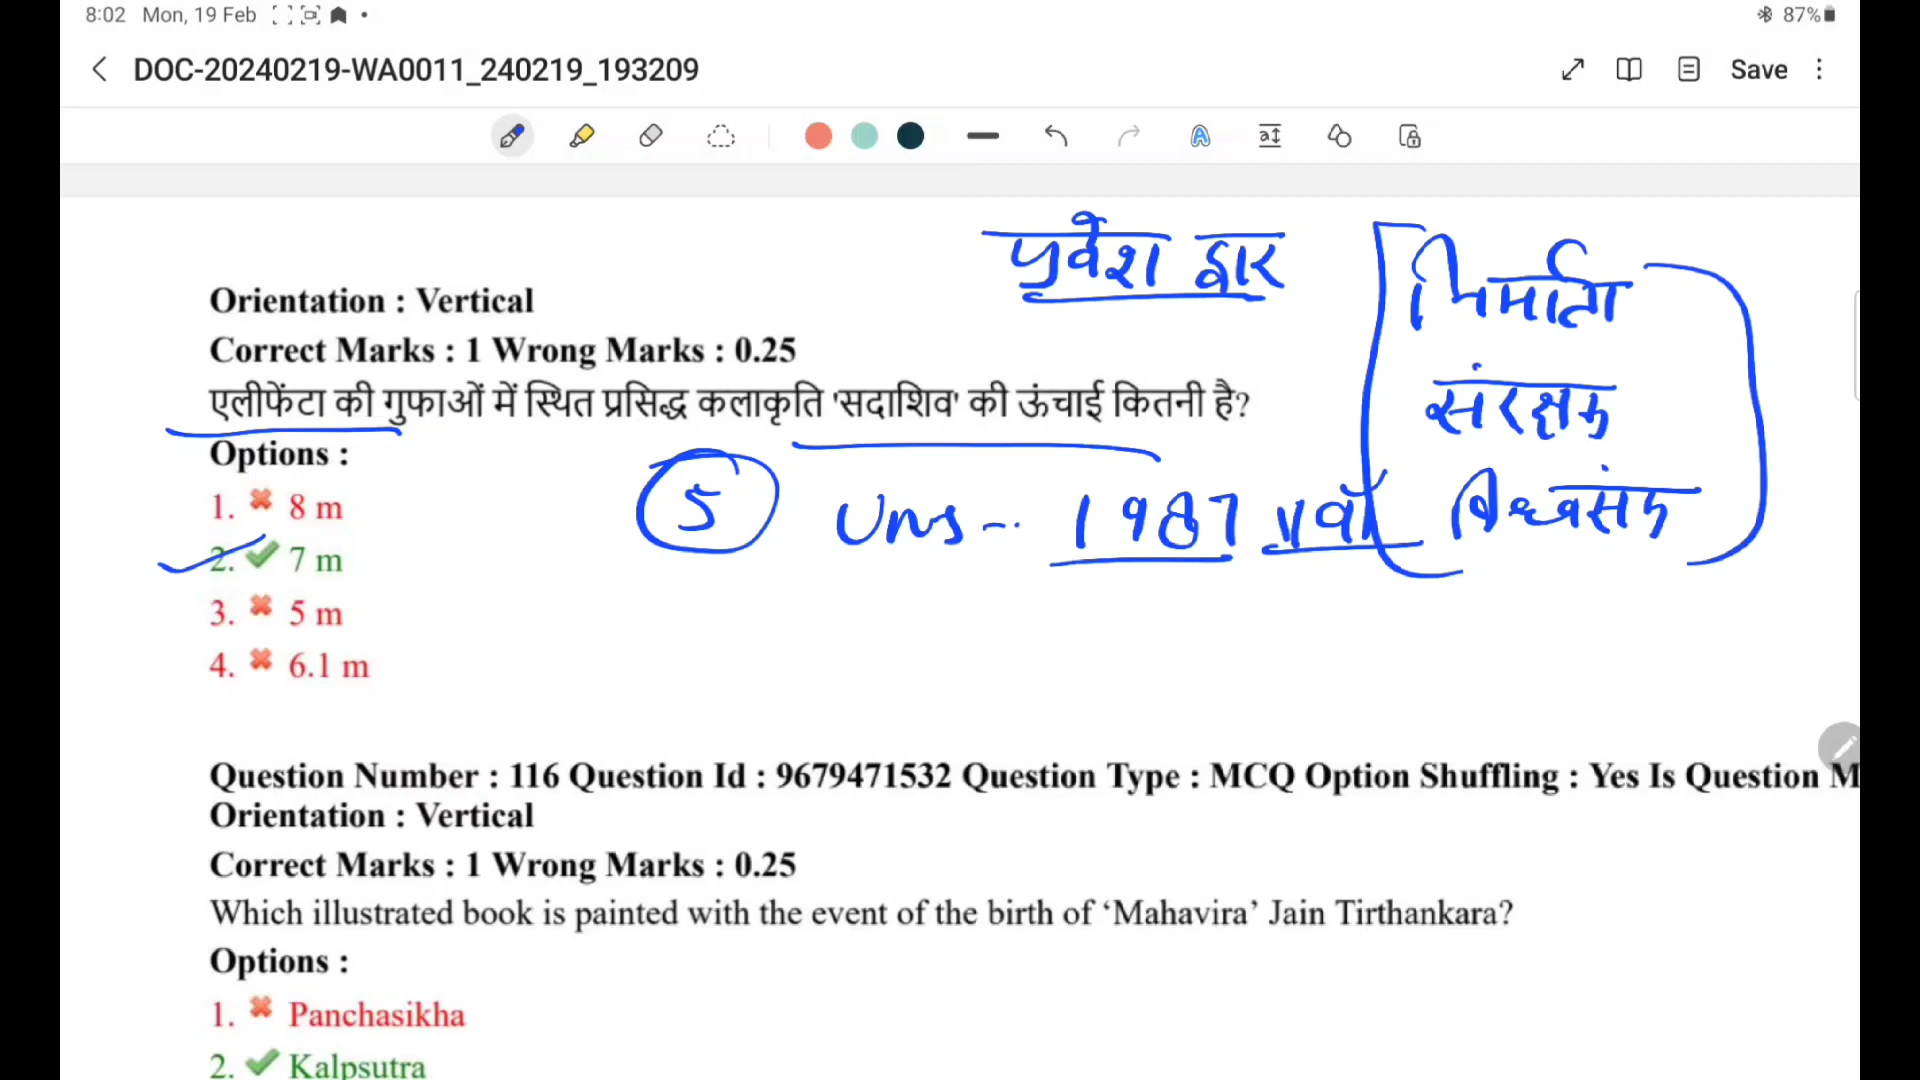 8:02 Mon, 19 Feb 87%
DOC-20240219-WA0011_240219_193209
Save
प्रवेश द्वार
निर्माता
Orientation : Vertical
Correct Marks : 1 Wrong Marks : 0.25
एलीफेंटा की गुफाओं में स्थित प्रसिद्ध कलाकृति 'सदाशिव' की ऊंचाई कितनी है?
संरक्षक
Options :
1. 8 m
5 1987
2. 7 m
3. 5 m
4. 6.1 m
Question Number : 116 Question Id : 9679471532 Question Type : MCQ Option Shuffling : Yes Is Question M
Orientation : Vertical
Correct Marks : 1 Wrong Marks : 0.25
Which illustrated book is painted with the event of the birth of ‘Mahavira’ Jain Tirthankara?
Options :
1. Panchasikha
2. Kalpsutra